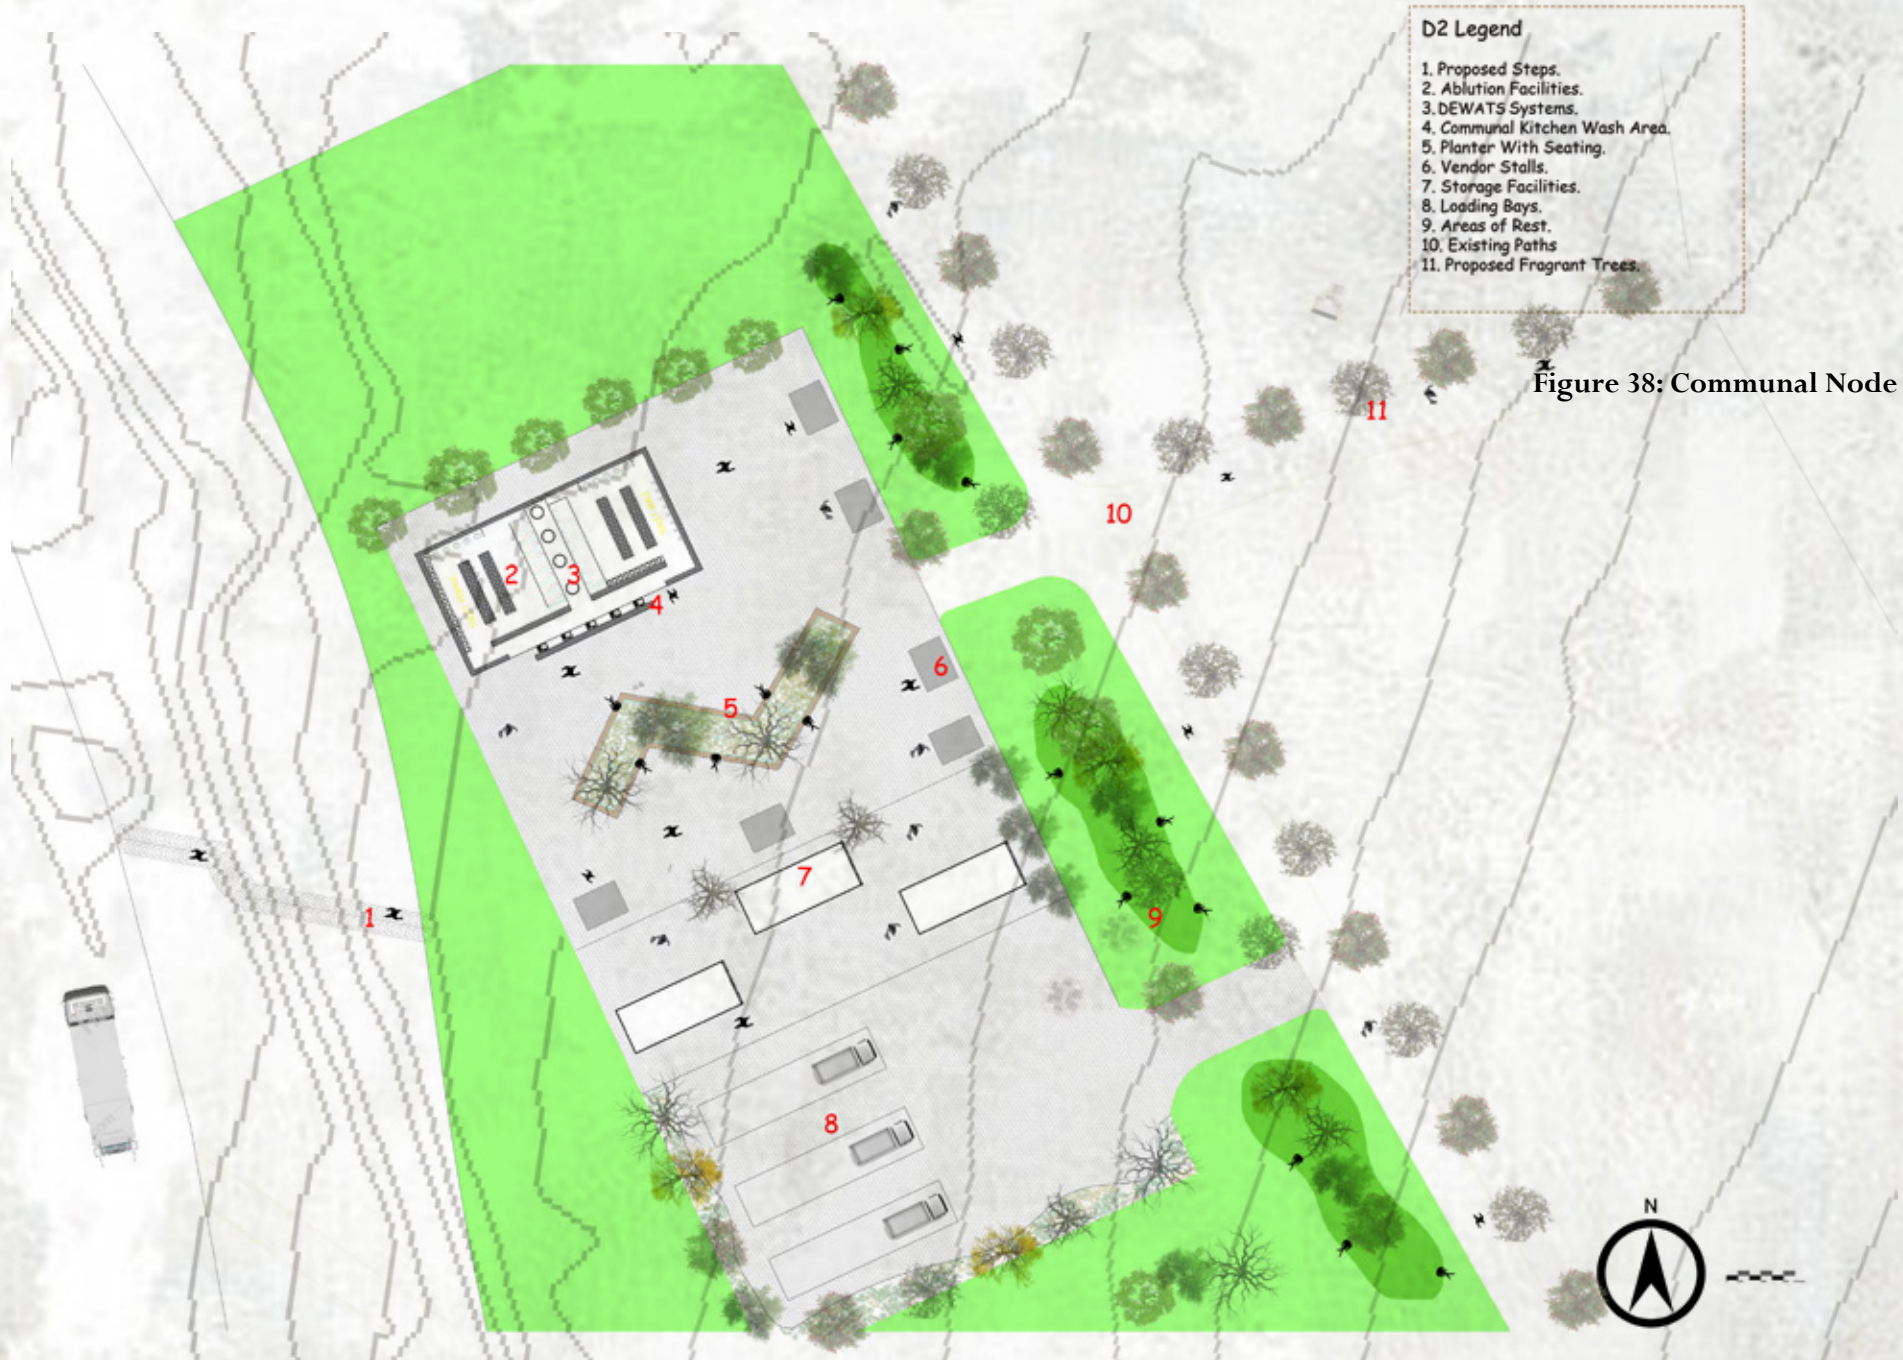 D2 Legend
1. Proposed Steps.
2. Ablution Facilities.
3.DEWATS Systems.
4. Communal Kitchen Wash Area.
5. Planter With Seating.
6. Vendor Stalls.
7. Storage Facilities.
8. Loading Bays.
9. Areas of Rest.
10. Existing Paths
11. Proposed Fragrant Trees.
Figure 38: Communal Node
11
10
2
3
4
6
5
7
1
9
8
N